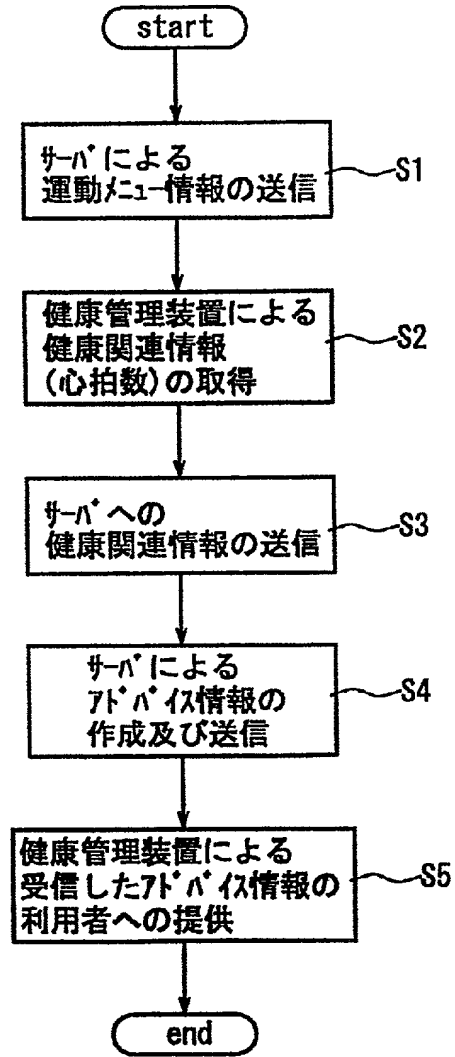 start
ｻｰﾊﾞによる
運動ﾒﾆｭｰ情報の送信
S1
健康管理装置による
健康関連情報
(心拍数)の取得
S2
ｻｰﾊﾞへの
健康関連情報の送信
S3
ｻｰﾊﾞによる
ｱﾄﾞﾊﾞｲｽ情報の
作成及び送信
S4
健康管理装置による
受信したｱﾄﾞﾊﾞｲｽ情報の
利用者への提供
S5
end